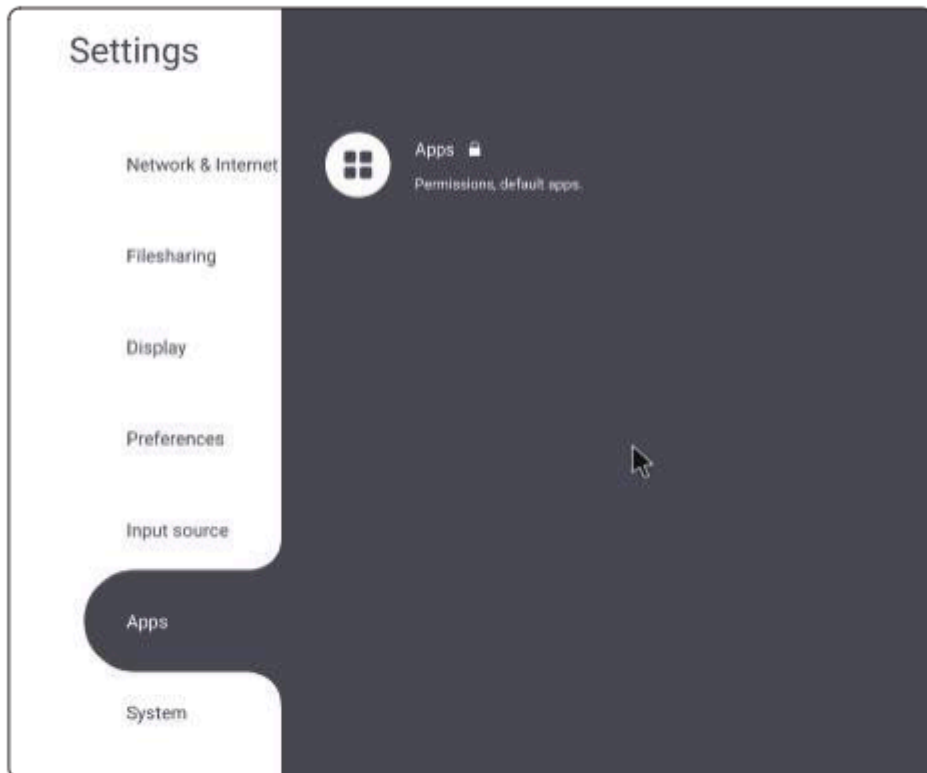 Settings
Network & Internet
Filesharing
Display
Preferences
Input source
Apps
System
Apps
Permissions, default apps.